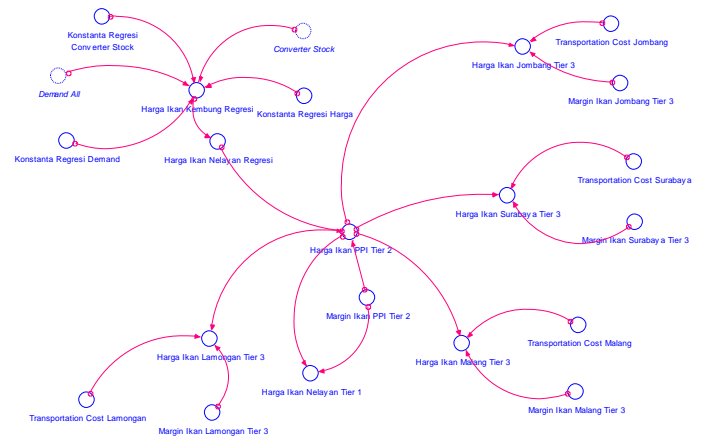 Konstanta Regresi
Converter Stock
Converter Stock
Transportation Cost Jombang
Harga Ikan Jombang Tier 3
Demand All
Margin Ikan Jombang Tier 3
Harga Ikan Kembung Regresi
Konstanta Regresi Harga
Konstanta Regresi Demand
Harga Ikan Nelayan Regresi
Transportation Cost Surabaya
Harga Ikan Surabaya Tier 3
Margin Ikan Surabaya Tier 3
Harga Ikan PPI Tier 2
Margin Ikan PPI Tier 2
Transportation Cost Malang
Harga Ikan Lamongan Tier 3
Harga Ikan Malang Tier 3
Harga Ikan Nelayan Tier 1
Transportation Cost Lamongan
Margin Ikan Malang Tier 3
Margin Ikan Lamongan Tier 3